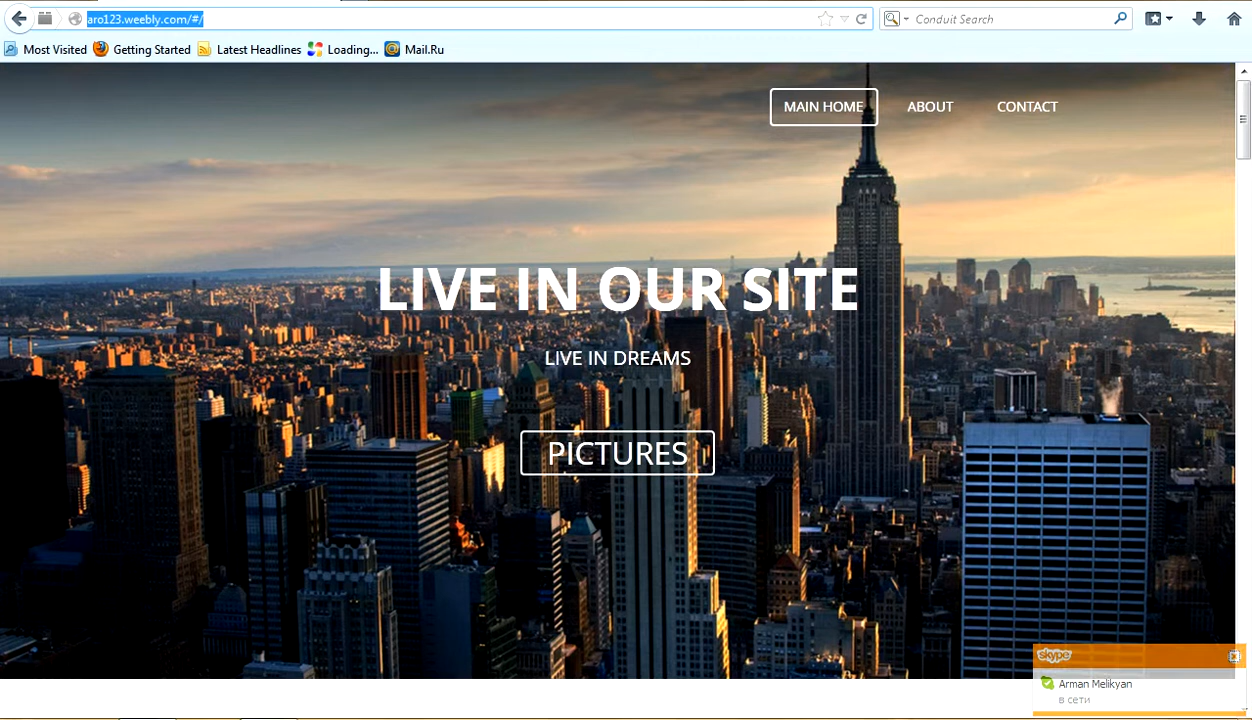 aro123.weebly.com/#/
Conduit Search
Most Visited Getting Started Latest Headlines Loading... Mail.Ru
MAIN HOME ABOUT CONTACT
LIVE IN OUR SITE
LIVE IN DREAMS
PICTURES
skype
Arman Melikyan
в сети